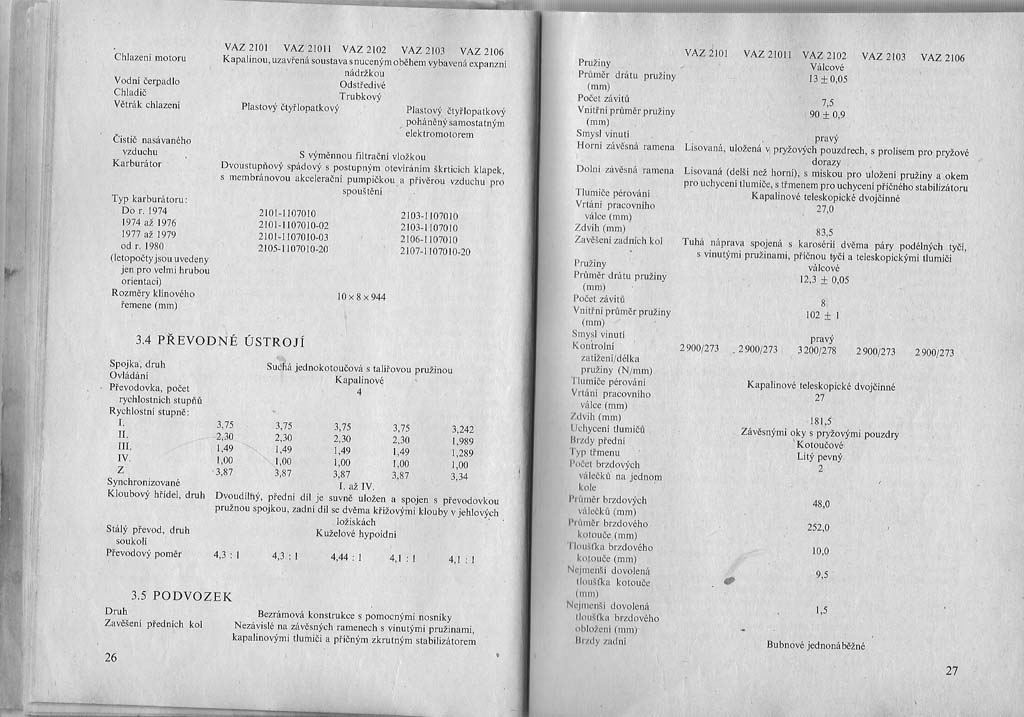 VAZ 2101 VAZ 21011 VAZ 2102 VAZ 2103 VAZ 2106
Chlazení motoru Kapalinou, uzavřená soustava s nuceným oběhem vybavená expanzní
nádržkou
Vodní čerpadlo Odstředivé
Chladič Trubkový
Větrák chlazení Plastový čtyřlopatkový Plastový čtyřlopatkový
poháněný samostatným
elektromotorem
Čistič nasávaného
vzduchu S výměnnou filtrační vložkou
Karburátor Dvoustupňový spádový s postupným otevíráním škrticích klapek,
s membránovou akcelerační pumpičkou a přívěrou vzduchu pro
spouštění
Typ karburátoru:
Do r. 1974 2101-1107010 2103-1107010
1974 až 1976 2101-1107010-02 2103-1107010
1977 až 1979 2101-1107010-03 2106-1107010
od r. 1980 2105-1107010-20 2107-1107010-20
(letopočty jsou uvedeny
jen pro velmi hrubou
orientaci)
Rozměry klínového 10 x 8 x 944
řemene (mm)
3.4 PŘEVODNÉ ÚSTROJÍ
Spojka, druh Suchá jednokotoučová s talířovou pružinou
Ovládání Kapalinové
Převodovka, počet 4
rychlostních stupňů
Rychlostní stupně:
I. 3,75 3,75 3,75 3,75 3,242
II. 2,30 2,30 2,30 2,30 1,989
III. 1,49 1,49 1,49 1,49 1,289
IV. 1,00 1,00 1,00 1,00 1,00
Z 3,87 3,87 3,87 3,87 3,34
Synchronizované I. až IV.
Kloubový hřídel, druh Dvoudílný, přední díl je suvně uložen a spojen s převodovkou
pružnou spojkou, zadní díl se dvěma křížovými klouby v jehlových
ložiskách
Stálý převod, druh Kuželové hypoidní
soukolí
Převodový poměr 4,3 : 1 4,3 : 1 4,44 : 1 4,1 : 1 4,1 : 1
3.5 PODVOZEK
Druh Bezrámová konstrukce s pomocnými nosníky
Zavěšení předních kol Nezávislé na závěsných ramenech s vinutými pružinami,
kapalinovými tlumiči a příčným zkrutným stabilizátorem
26
VAZ 2101 VAZ 21011 VAZ 2102 VAZ 2103 VAZ 2106
Pružiny Válcové
Průměr drátu pružiny 13 ± 0,05
(mm)
Počet závitů 7,5
Vnitřní průměr pružiny 90 ± 0,9
(mm)
Smysl vinutí pravý
Horní závěsná ramena Lisovaná, uložená v pryžových pouzdrech, s prolisem pro pryžové
dorazy
Dolní závěsná ramena Lisovaná (delší než horní), s miskou pro uložení pružiny a okem
pro uchycení tlumiče, s třmenem pro uchycení příčného stabilizátoru
Tlumiče pérování Kapalinové teleskopické dvojčinné
Vrtání pracovního 27,0
válce (mm)
Zdvih (mm) 83,5
Zavěšení zadních kol Tuhá náprava spojená s karosérií dvěma páry podélných tyčí,
s vinutými pružinami, příčnou tyčí a teleskopickými tlumiči
Pružiny válcové
Průměr drátu pružiny 12,3 ± 0,05
(mm)
Počet závitů 8
Vnitřní průměr pružiny 102 ± 1
(mm)
Smysl vinutí pravý
Kontrolní 2900/273 2900/273 3200/278 2900/273 2900/273
zatížení/délka
pružiny (N/mm)
Tlumiče pérování Kapalinové teleskopické dvojčinné
Vrtání pracovního 27
válce (mm)
Zdvih (mm) 181,5
Uchycení tlumičů Závěsnými oky s pryžovými pouzdry
Brzdy přední Kotoučové
Typ třmenu Litý pevný
Počet brzdových 2
válečků na jednom
kole
Průměr brzdových 48,0
válečků (mm)
Průměr brzdového 252,0
kotouče (mm)
Tloušťka brzdového 10,0
kotouče (mm)
Nejmenší dovolená 9,5
tloušťka kotouče
(mm)
Nejmenší dovolená 1,5
tloušťka brzdového
obložení (mm)
Brzdy zadní Bubnové jednonáběžné
27